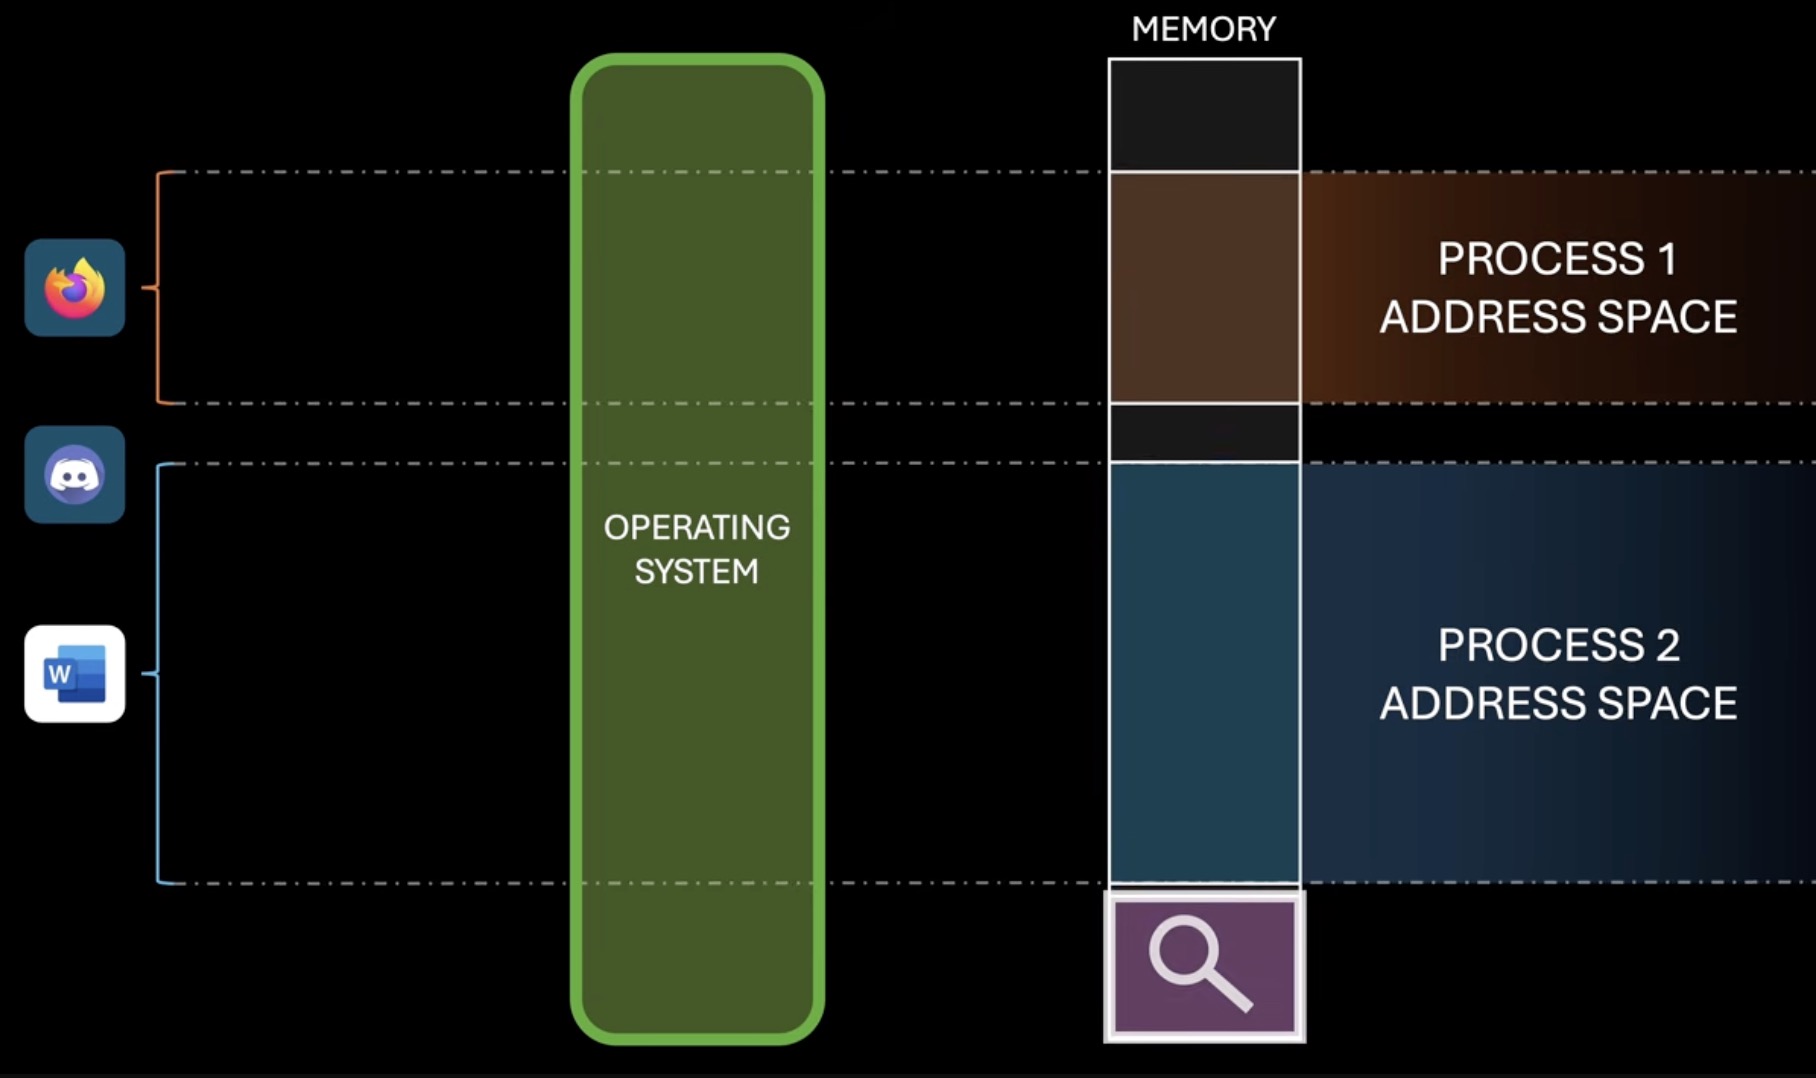 MEMORY
PROCESS 1
ADDRESS SPACE
OPERATING
SYSTEM
PROCESS 2
ADDRESS SPACE
W